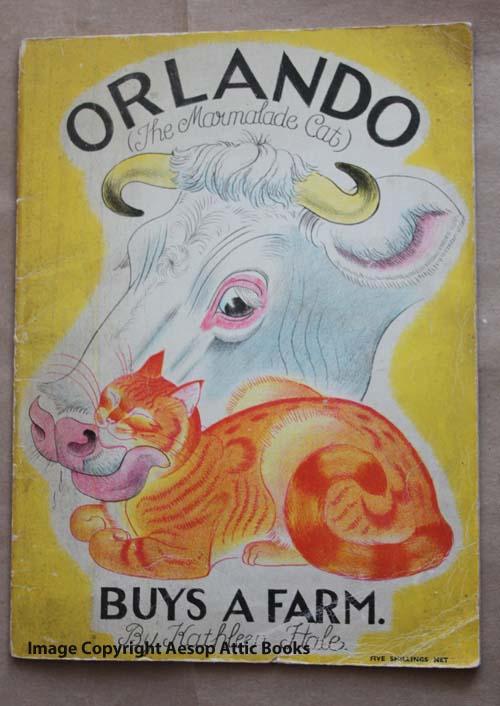 ORLANDO
(The Marmalade Cat)
BUYS A FARM.
By Kathleen Hale.
Image Copyright Aesop Attic Books
FIVE SHILLINGS NET